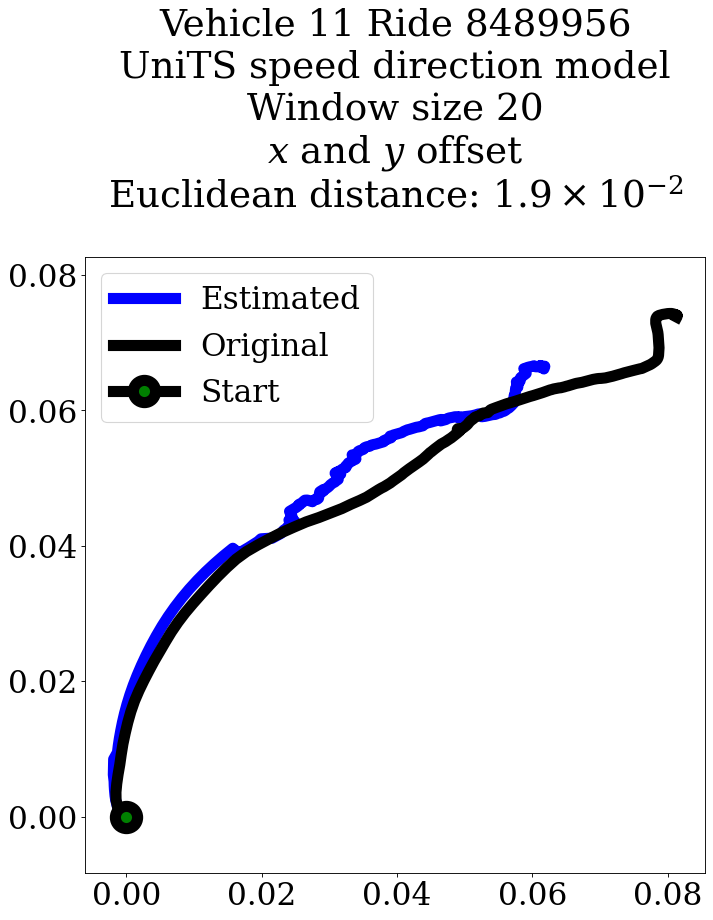 Vehicle 11 Ride 8489956
UniTS speed direction model
Window size 20
x and y offset
Euclidean distance: 1.9 × 10⁻²
0.08
0.06
0.04
0.02
0.00
Estimated
Original
Start
0.00 0.02 0.04 0.06 0.08